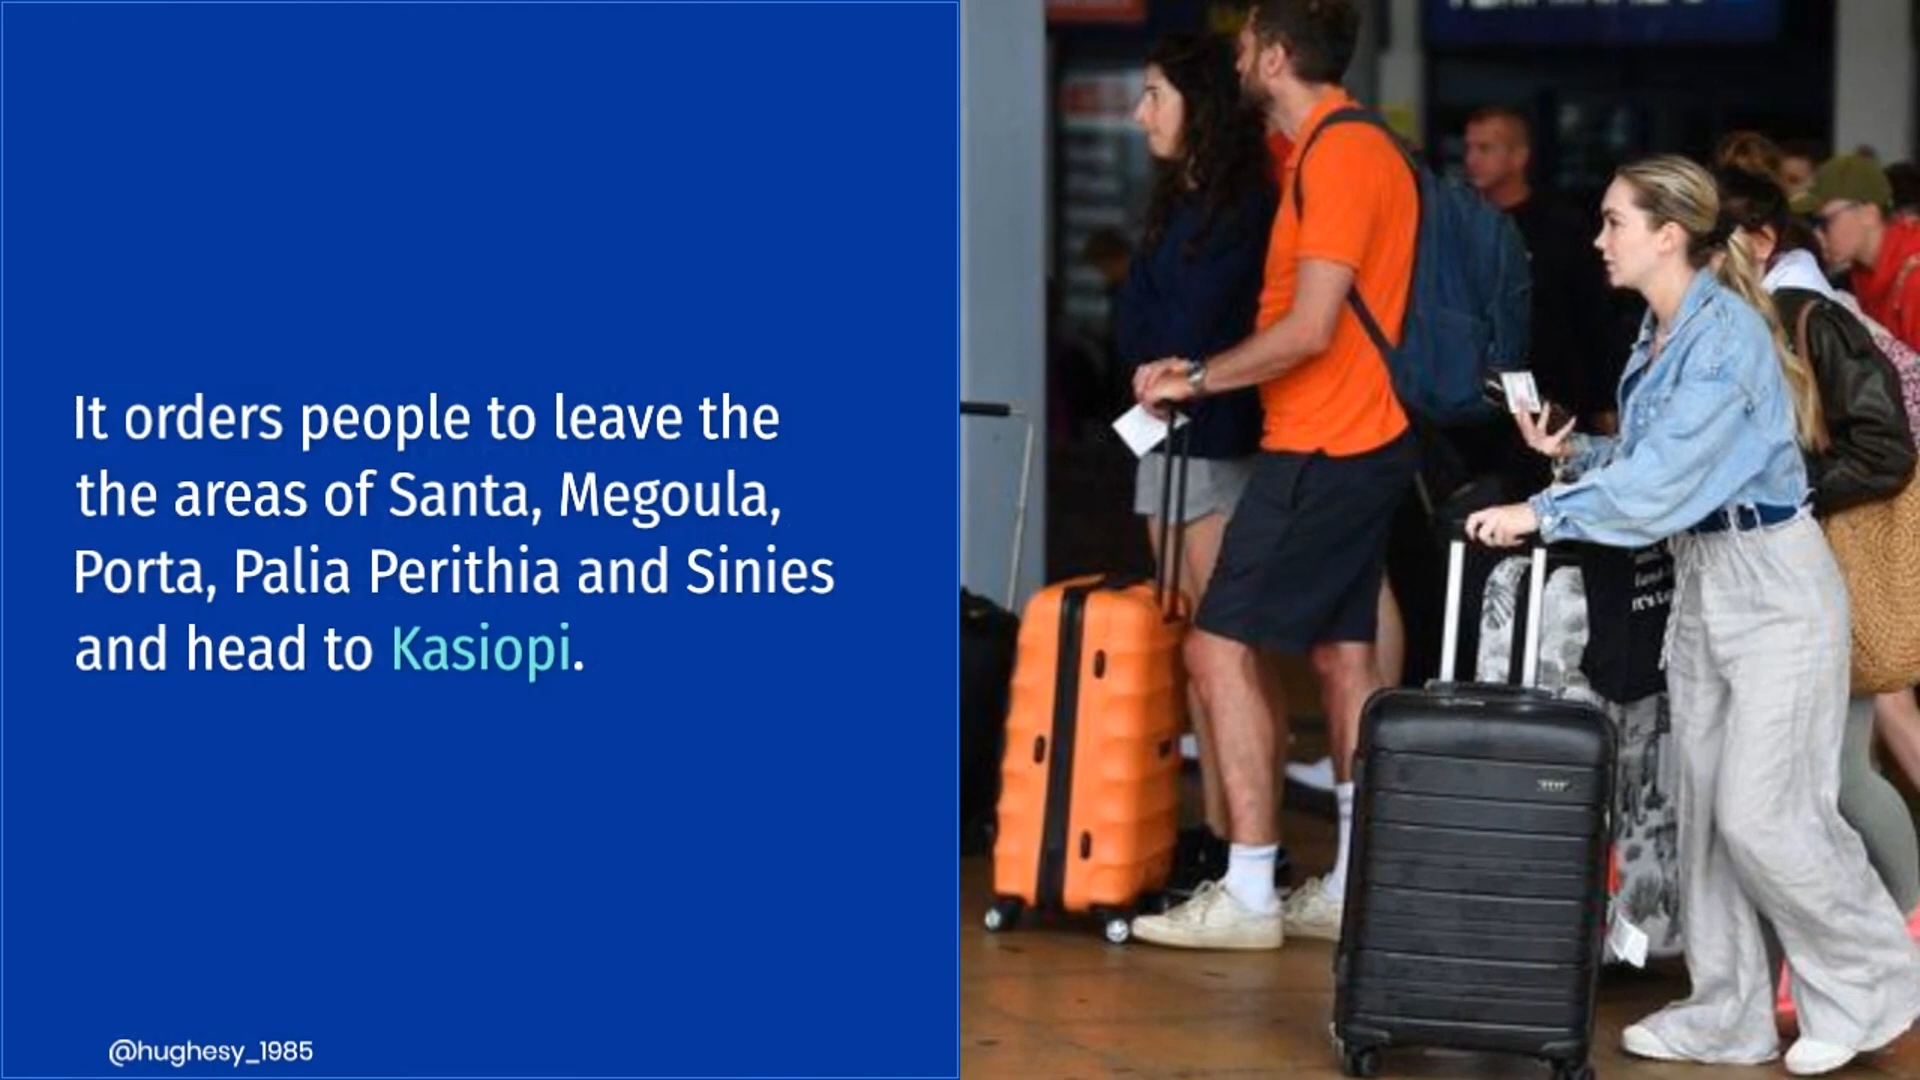 It orders people to leave the
the areas of Santa, Megoula,
Porta, Palia Perithia and Sinies
and head to Kasiopi.
@hughesy_1985